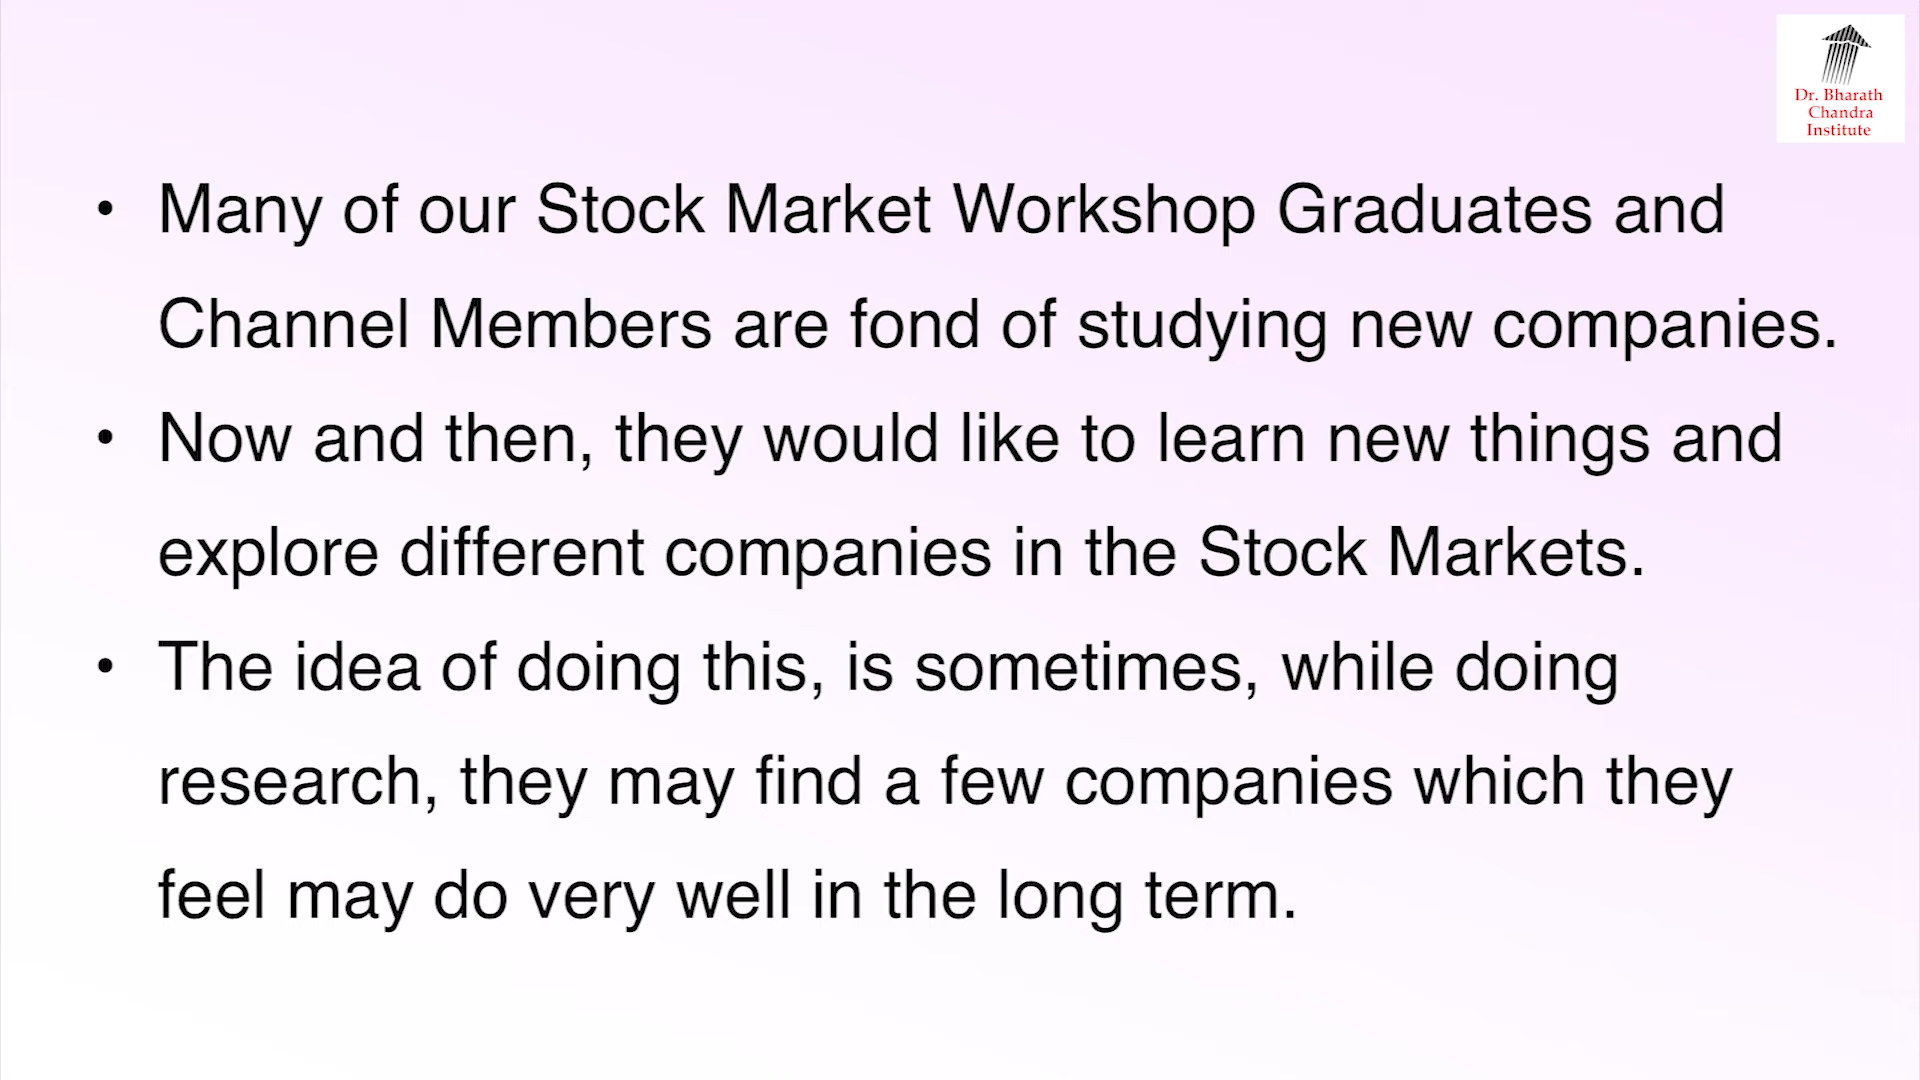 Dr. Bharath
Chandra
Institute
• Many of our Stock Market Workshop Graduates and
Channel Members are fond of studying new companies.
• Now and then, they would like to learn new things and
explore different companies in the Stock Markets.
• The idea of doing this, is sometimes, while doing
research, they may find a few companies which they
feel may do very well in the long term.